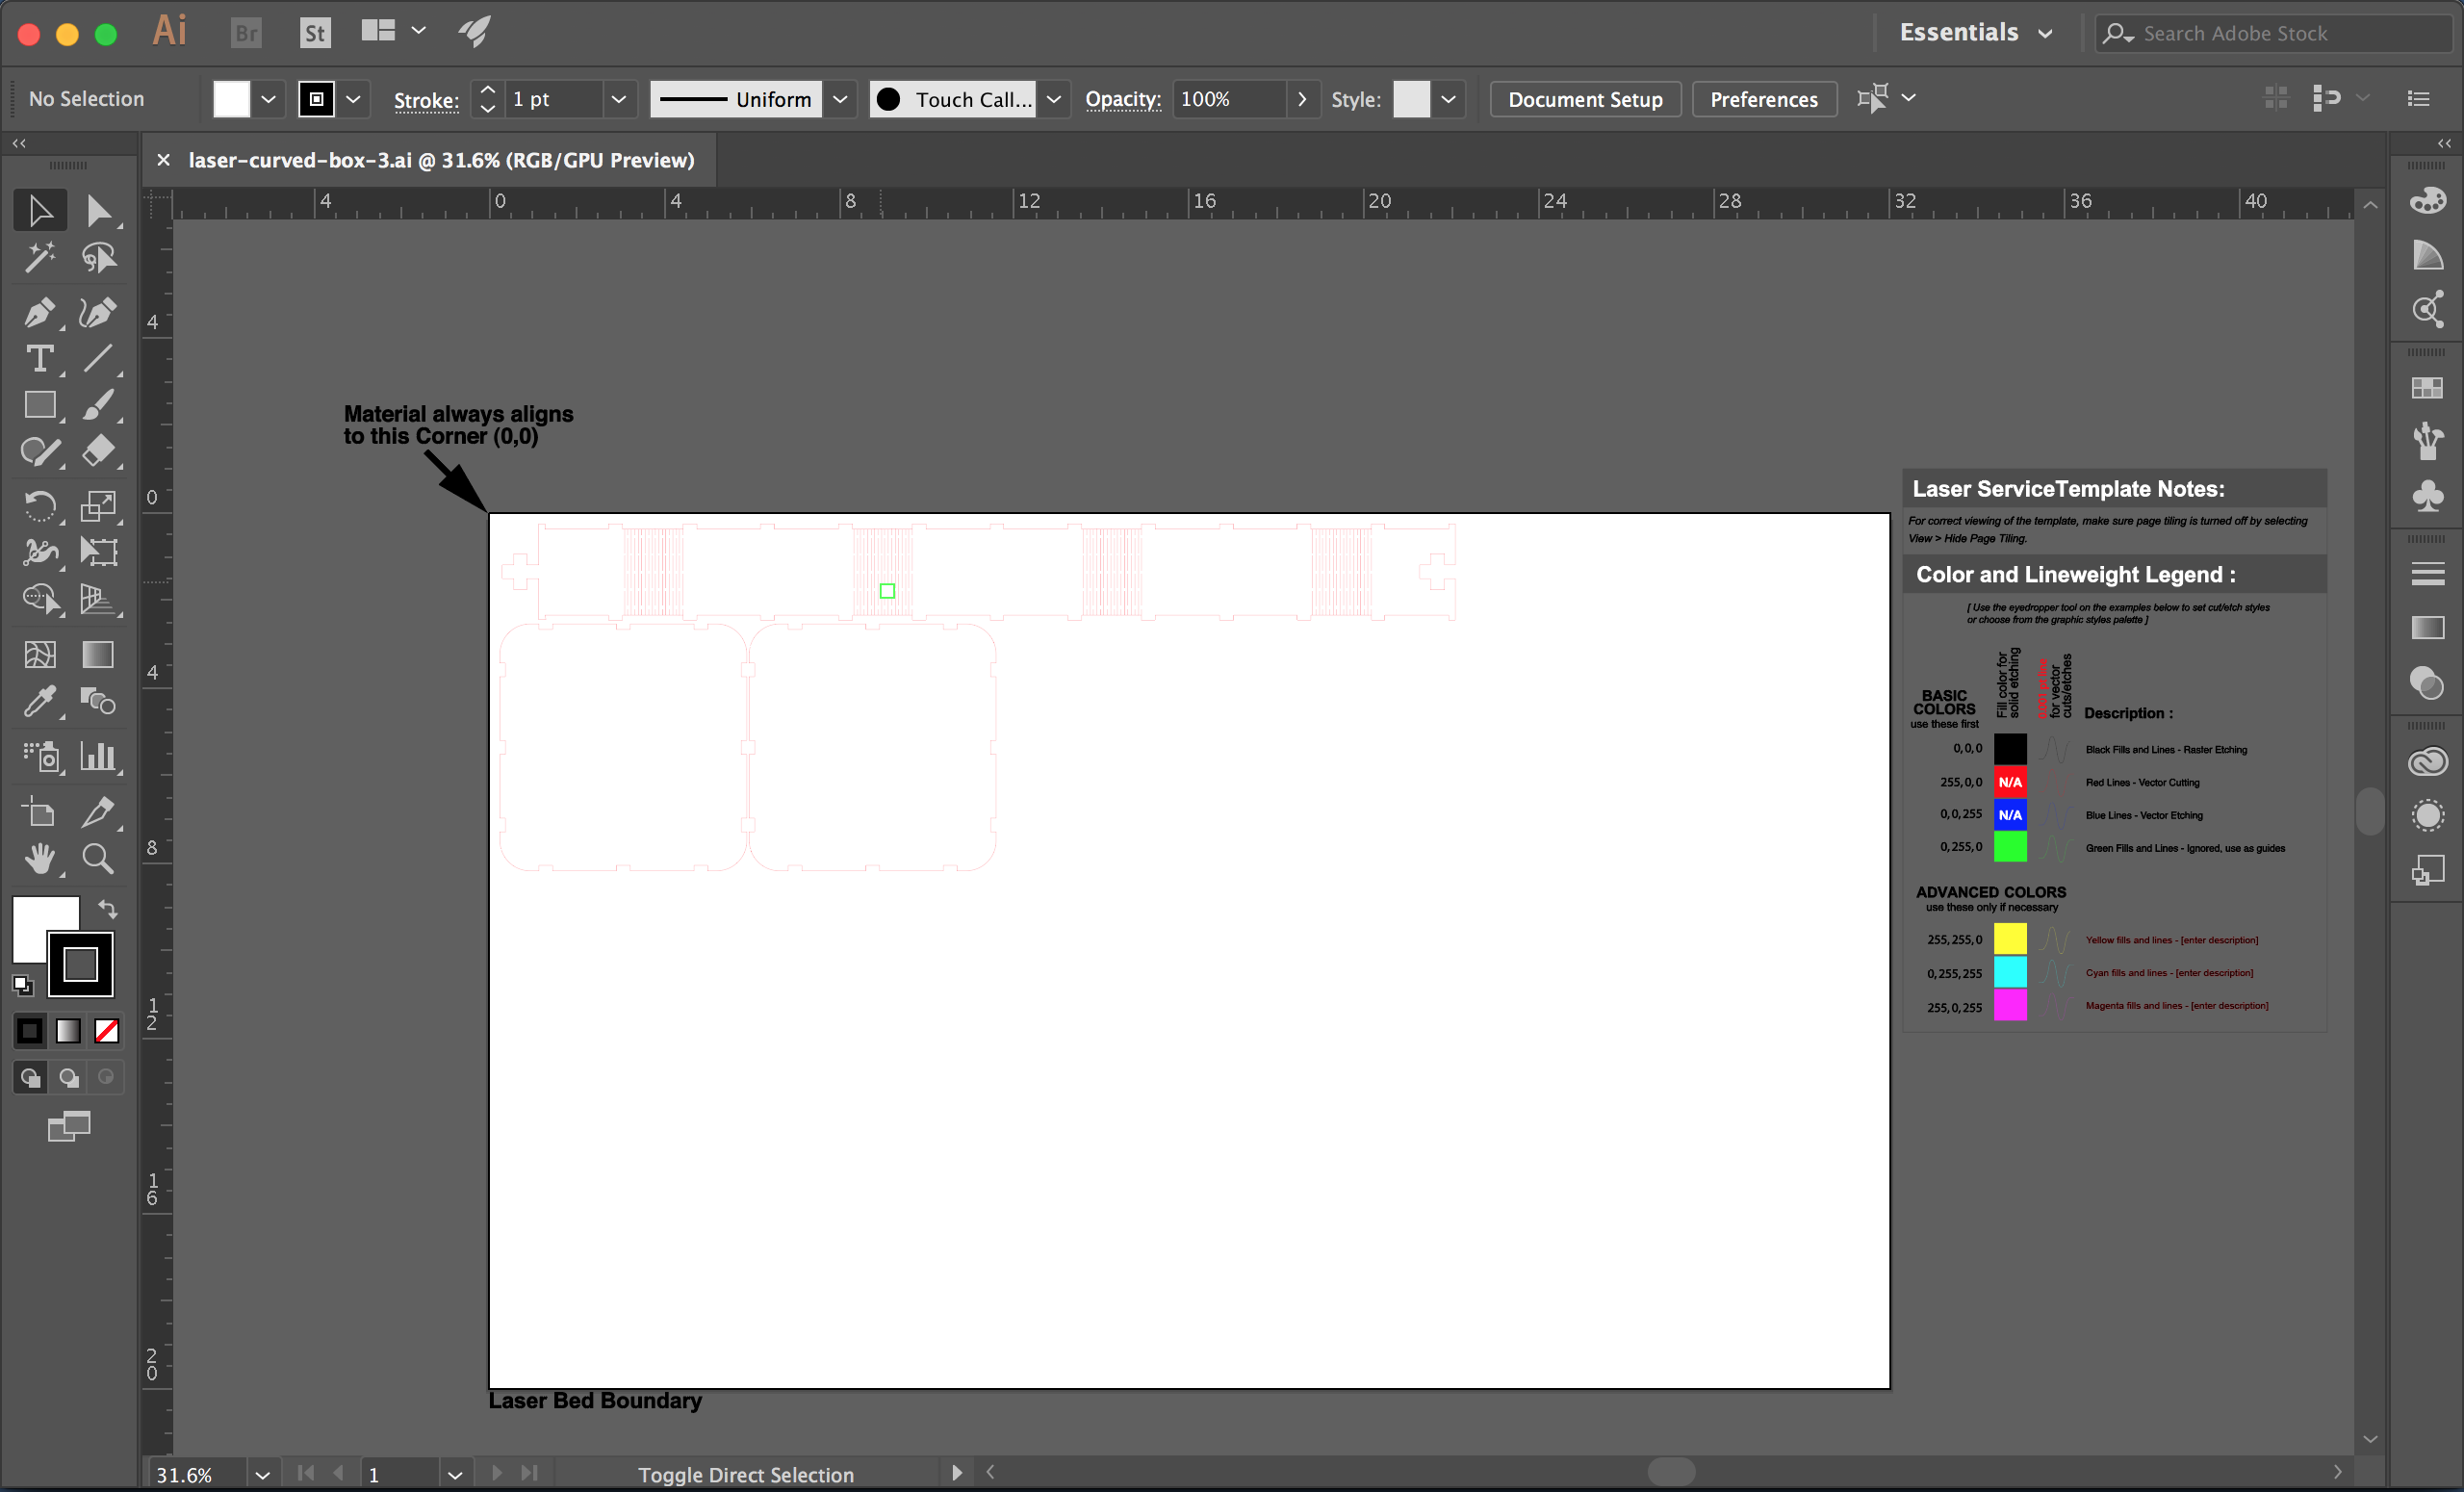 Ai Br St Essentials Search Adobe Stock
No Selection Stroke: 1 pt Uniform Touch Call... Opacity: 100% Style: Document Setup Preferences
laser-curved-box-3.ai @ 31.6% (RGB/GPU Preview)
4 0 4 8 12 16 20 24 28 32 36 40
4
0
4
8
1
2
1
6
2
0
Material always aligns
to this Corner (0,0)
Laser Bed Boundary
Laser ServiceTemplate Notes:
For correct viewing of the template, make sure page tiling is turned off by selecting
View > Hide Page Tiling.
Color and Lineweight Legend :
[ Use the eyedropper tool on the examples below to set cut/etch styles
or choose from the graphic styles palette ]
BASIC
COLORS
use these first
Fill color for
solid etching
0.001 pt line
for vector
cuts/etches
Description :
0,0,0 Black Fills and Lines - Raster Etching
255,0,0 N/A Red Lines - Vector Cutting
0,0,255 N/A Blue Lines - Vector Etching
0,255,0 Green Fills and Lines - Ignored, use as guides
ADVANCED COLORS
use these only if necessary
255,255,0 Yellow fills and lines - [enter description]
0,255,255 Cyan fills and lines - [enter description]
255,0,255 Magenta fills and lines - [enter description]
31.6% 1 Toggle Direct Selection